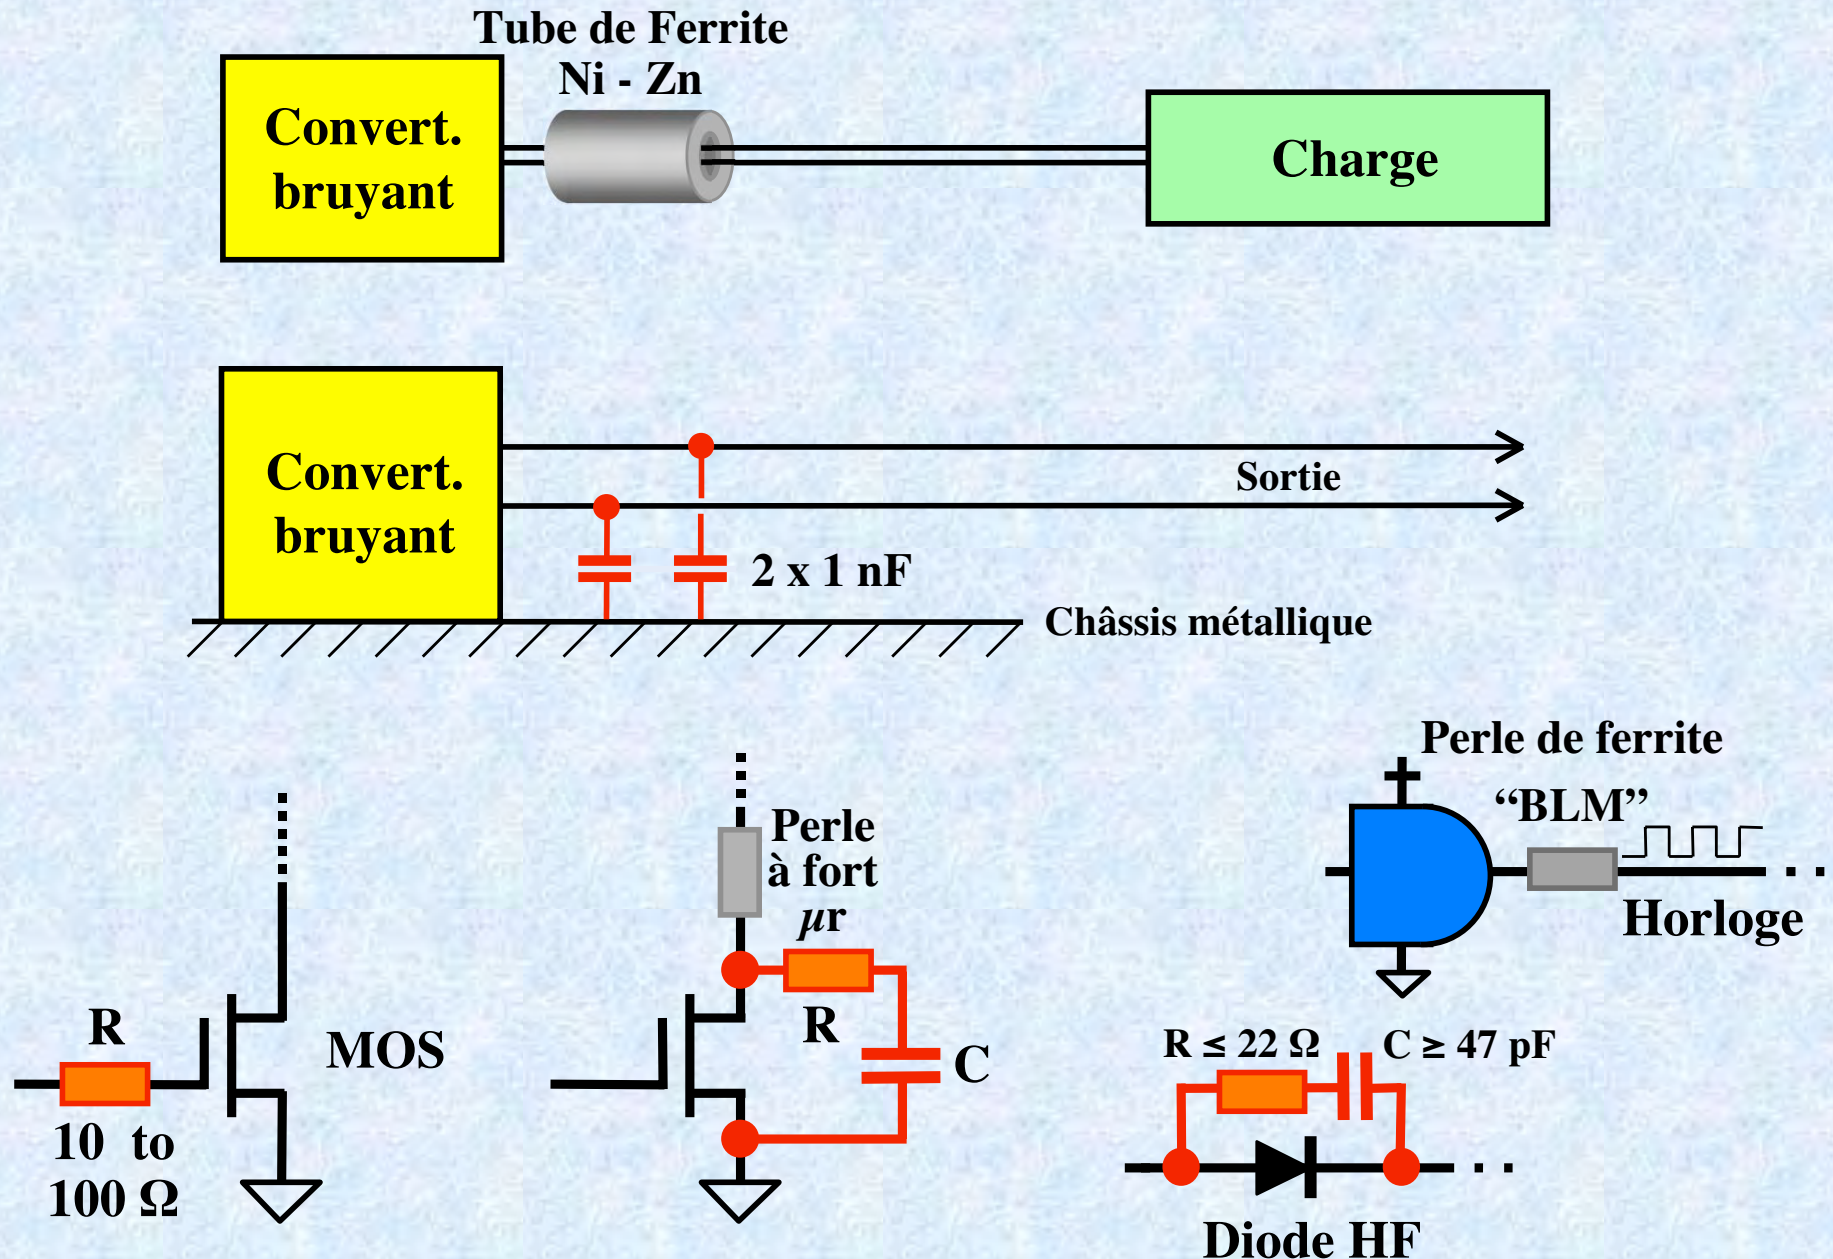 Tube de Ferrite
Ni - Zn
Convert.
bruyant
Charge
Convert.
bruyant
Sortie
2 x 1 nF
Châssis métallique
Perle de ferrite
“BLM”
Horloge
Perle
à fort
µr
R
MOS
10 to
100 Ω
R
C
R ≤ 22 Ω
C ≥ 47 pF
Diode HF